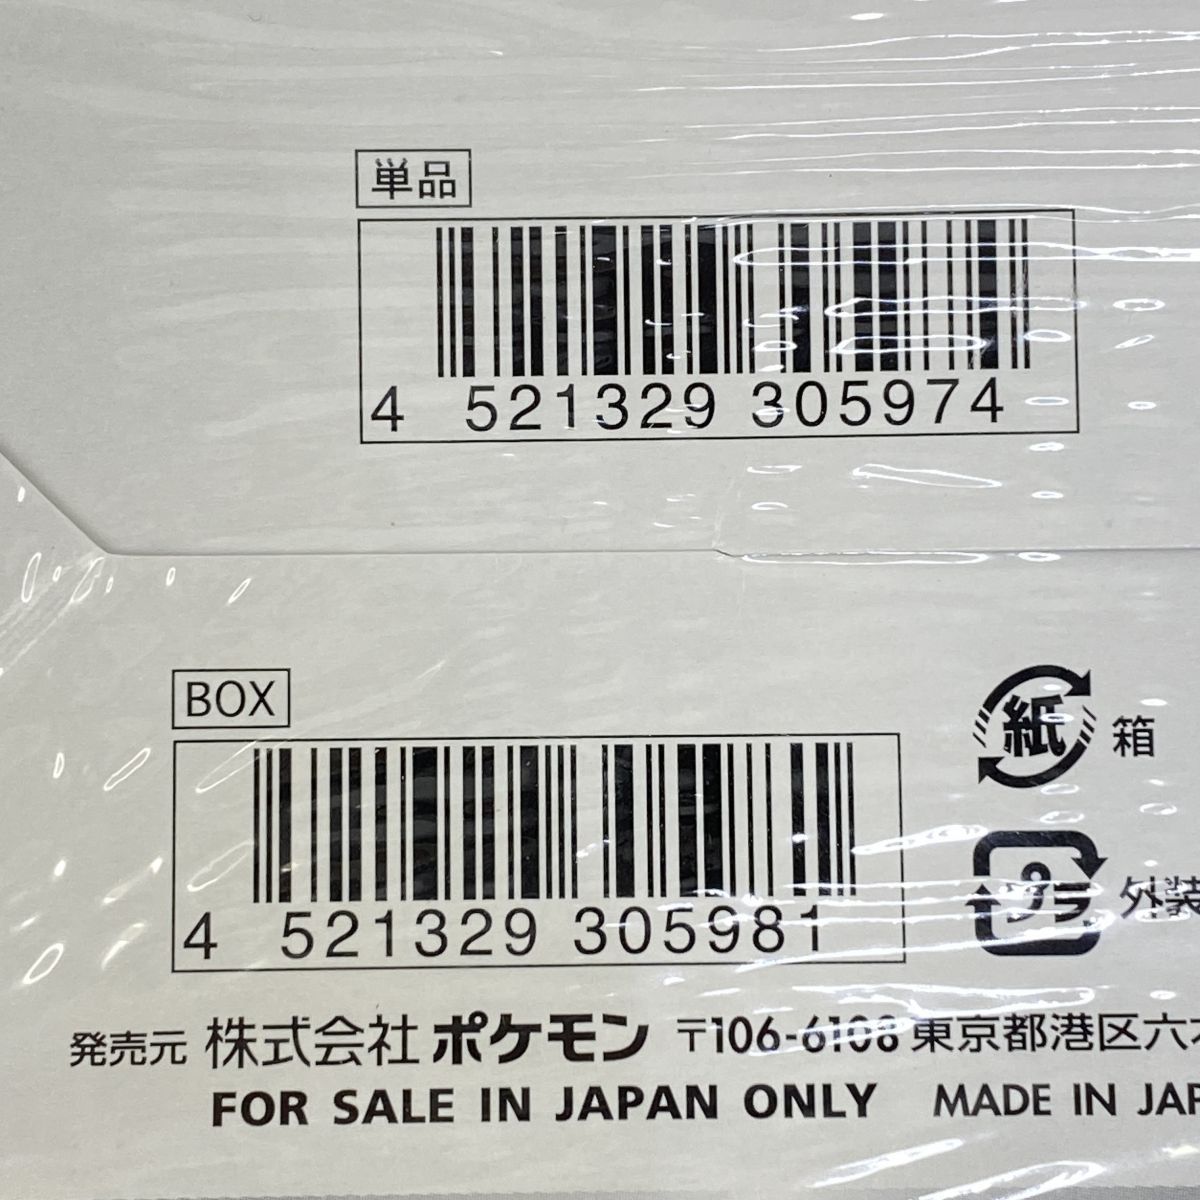 単品
4 521329 305974
BOX
紙 箱
4 521329 305981
プラ 外装
発売元 株式会社 ポケモン 〒106-6108 東京都港区六
FOR SALE IN JAPAN ONLY MADE IN